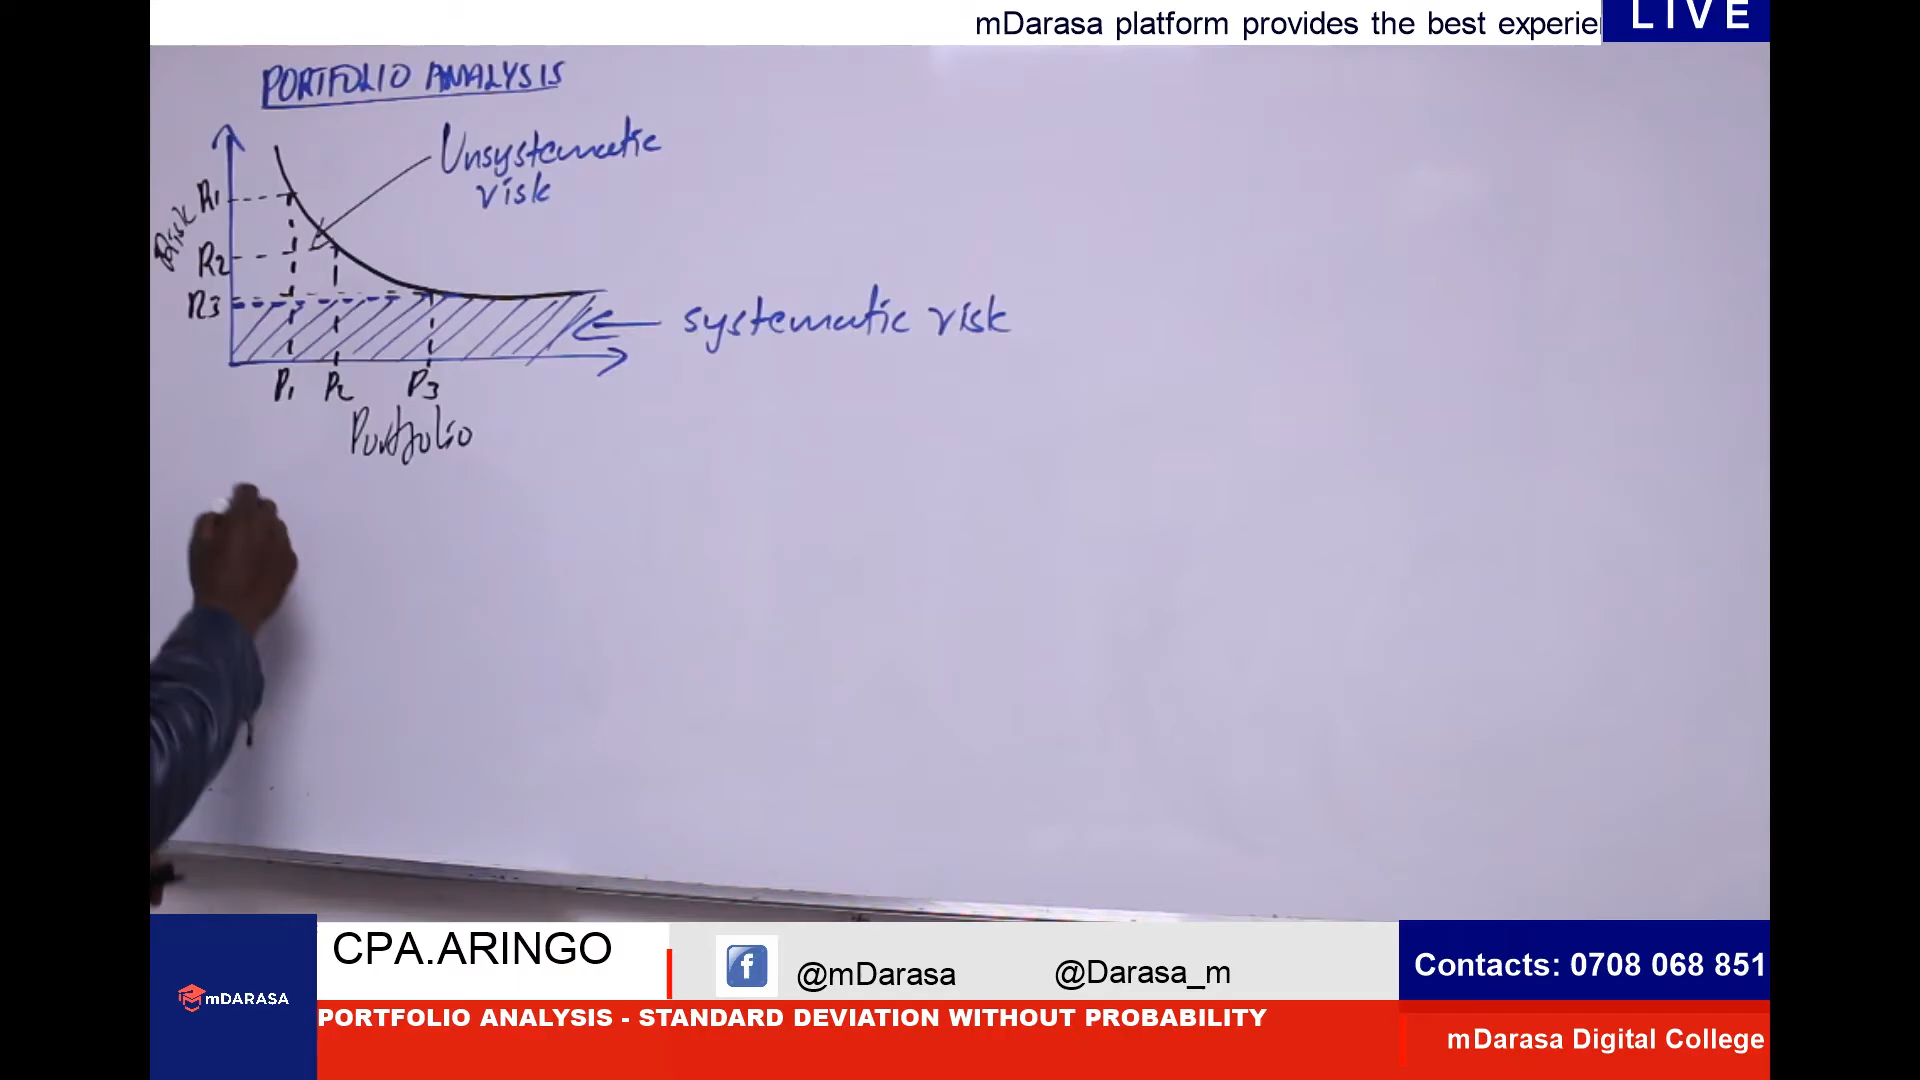 mDarasa platform provides the best experie
LIVE
PORTFOLIO ANALYSIS
Unsystematic
risk
R1
Risk
R2
R3
systematic risk
P1 P2 P3
Portfolio
CPA.ARINGO
@mDarasa
@Darasa_m
Contacts: 0708 068 851
mDARASA
PORTFOLIO ANALYSIS - STANDARD DEVIATION WITHOUT PROBABILITY
mDarasa Digital College